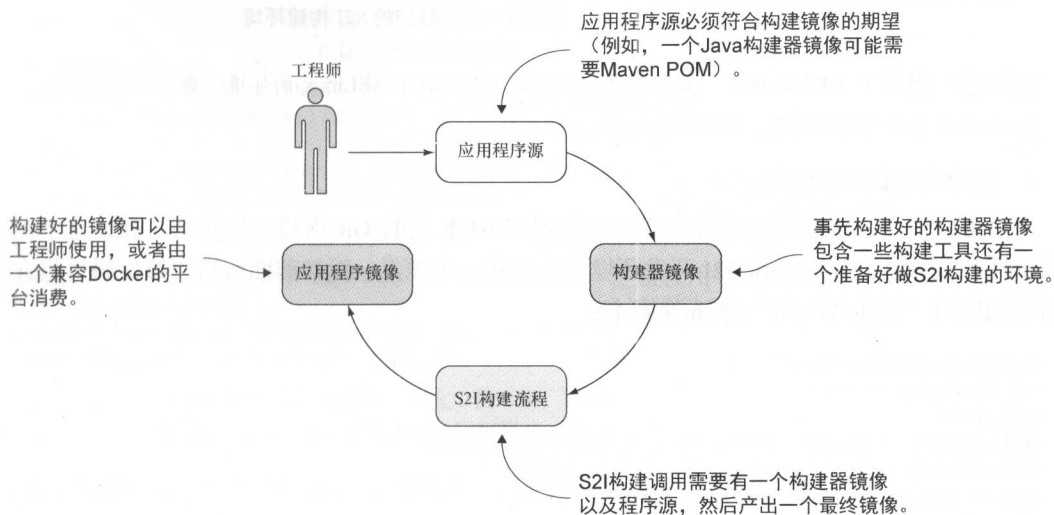 应用程序源必须符合构建镜像的期望
（例如，一个Java构建器镜像可能需
要Maven POM）。
工程师
应用程序源
构建好的镜像可以由
工程师使用，或者由
一个兼容Docker的平
台消费。
应用程序镜像
构建器镜像
事先构建好的构建器镜像
包含一些构建工具还有一
个准备好做S2I构建的环境。
S2I构建流程
S2I构建调用需要有一个构建器镜像
以及程序源，然后产出一个最终镜像。